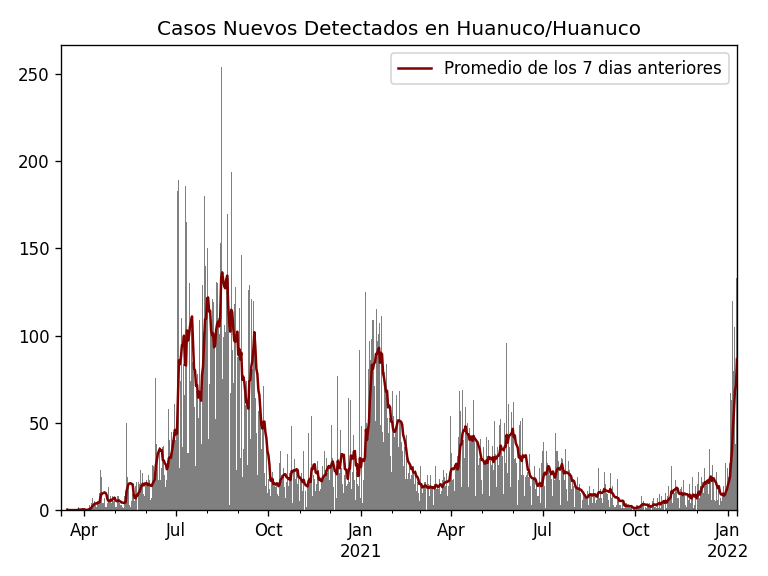 Casos Nuevos Detectados en Huanuco/Huanuco
Promedio de los 7 dias anteriores
250
200
150
100
50
0
Apr Jul Oct Jan Apr Jul Oct Jan
2021 2022